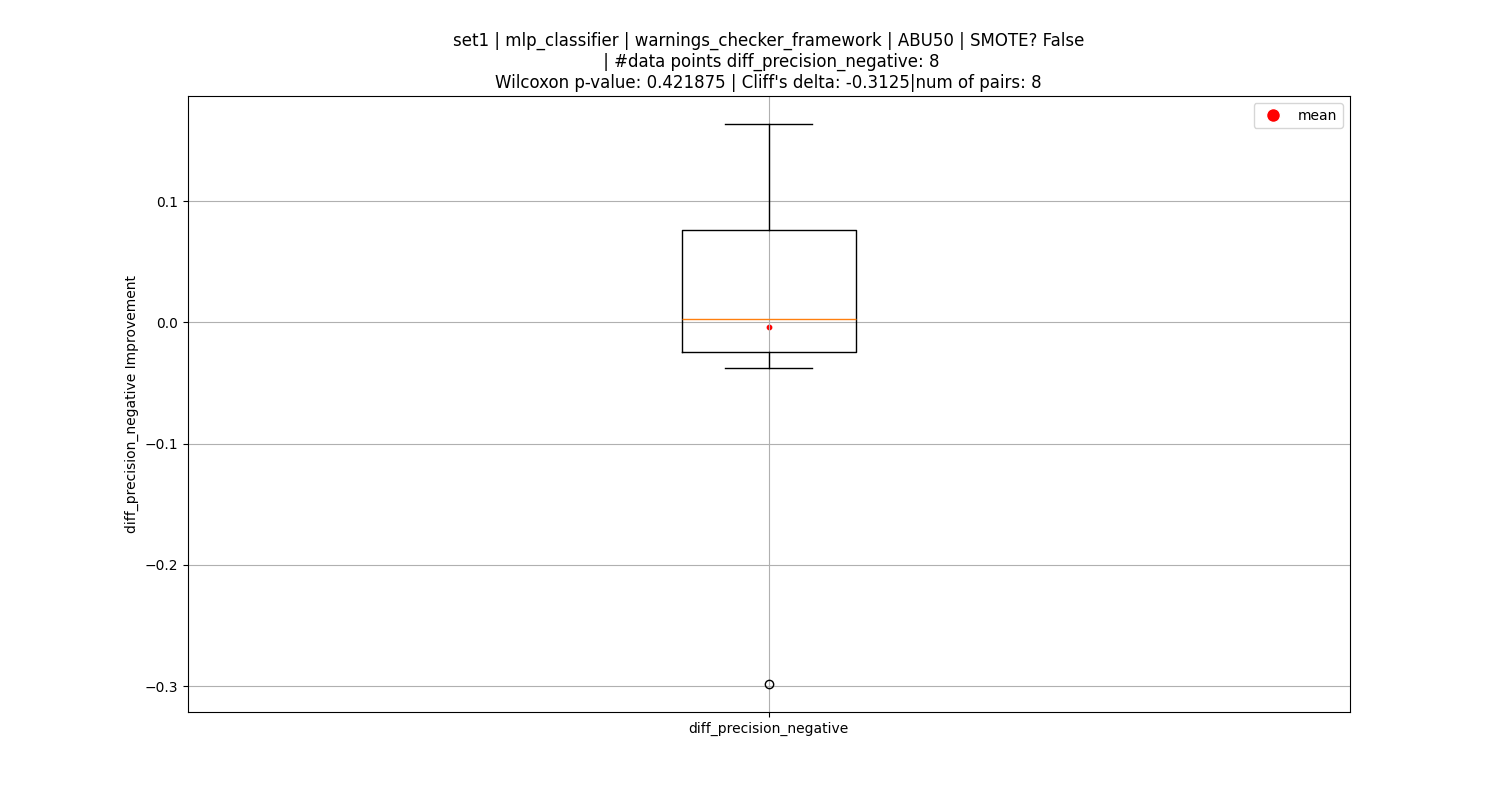 set1 | mlp_classifier | warnings_checker_framework | ABU50 | SMOTE? False
| #data points diff_precision_negative: 8
Wilcoxon p-value: 0.421875 | Cliff's delta: -0.3125|num of pairs: 8
mean
0.1
0.0
−0.1
−0.2
−0.3
diff_precision_negative Improvement
diff_precision_negative